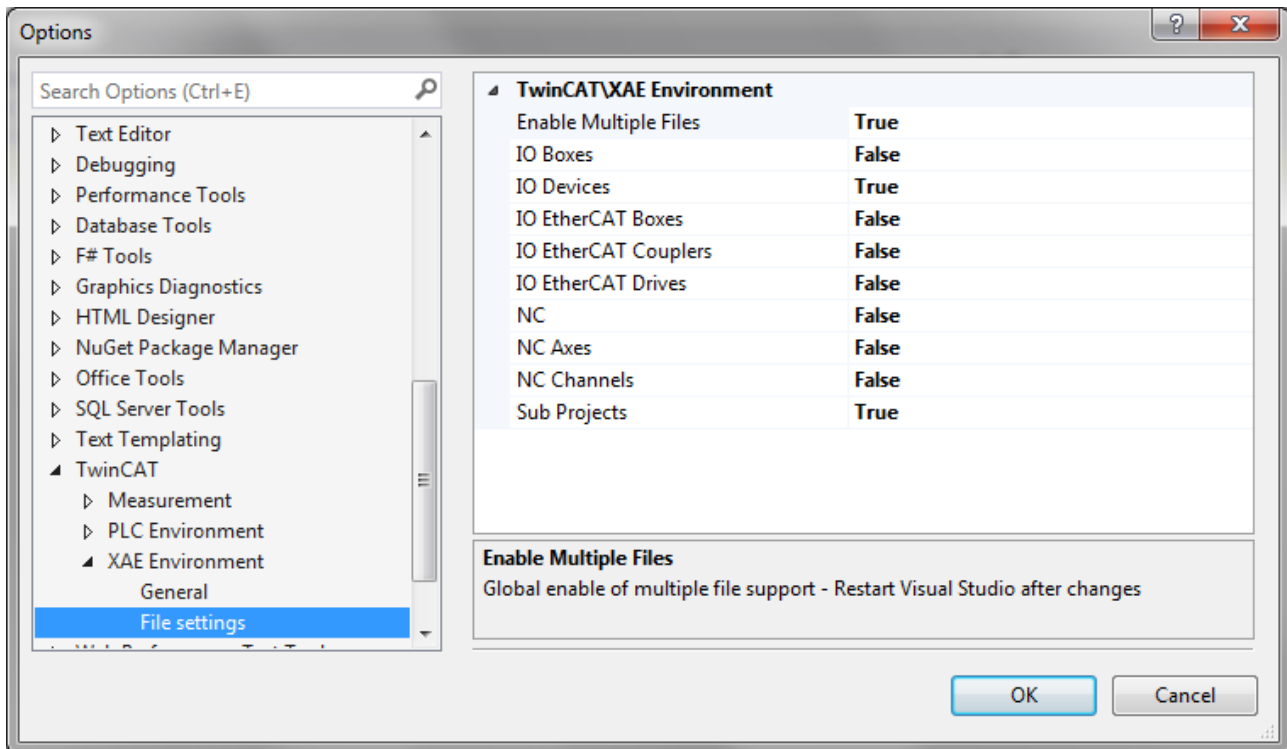 Options
Search Options (Ctrl+E)
Text Editor
Debugging
Performance Tools
Database Tools
F# Tools
Graphics Diagnostics
HTML Designer
NuGet Package Manager
Office Tools
SQL Server Tools
Text Templating
TwinCAT
Measurement
PLC Environment
XAE Environment
General
File settings
TwinCAT\XAE Environment
Enable Multiple Files True
IO Boxes False
IO Devices True
IO EtherCAT Boxes False
IO EtherCAT Couplers False
IO EtherCAT Drives False
NC False
NC Axes False
NC Channels False
Sub Projects True
Enable Multiple Files
Global enable of multiple file support - Restart Visual Studio after changes
OK Cancel